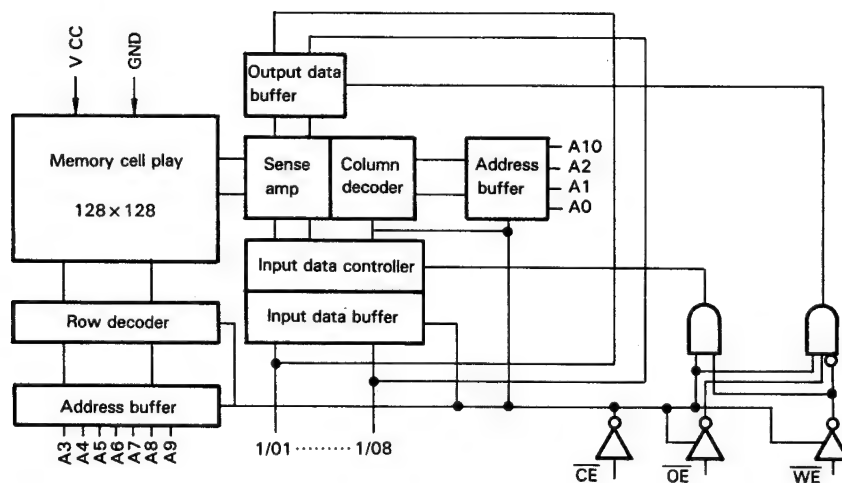 V CC
GND
Output data
buffer
Memory cell play
128 × 128
Sense
amp
Column
decoder
Address
buffer
A10
A2
A1
A0
Input data controller
Input data buffer
Row decoder
Address buffer
A3
A4
A5
A6
A7
A8
A9
1/01 ········· 1/08
CE
OE
WE